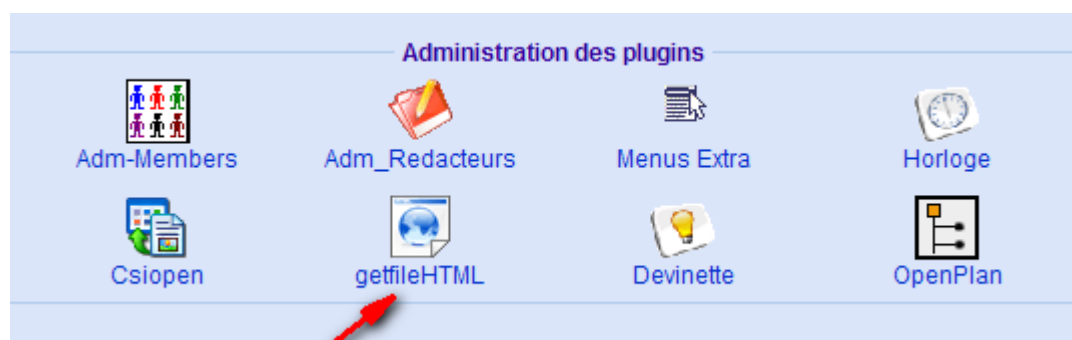 Administration des plugins
Adm-Members Adm_Redacteurs Menus Extra Horloge
Csiopen getfileHTML Devinette OpenPlan